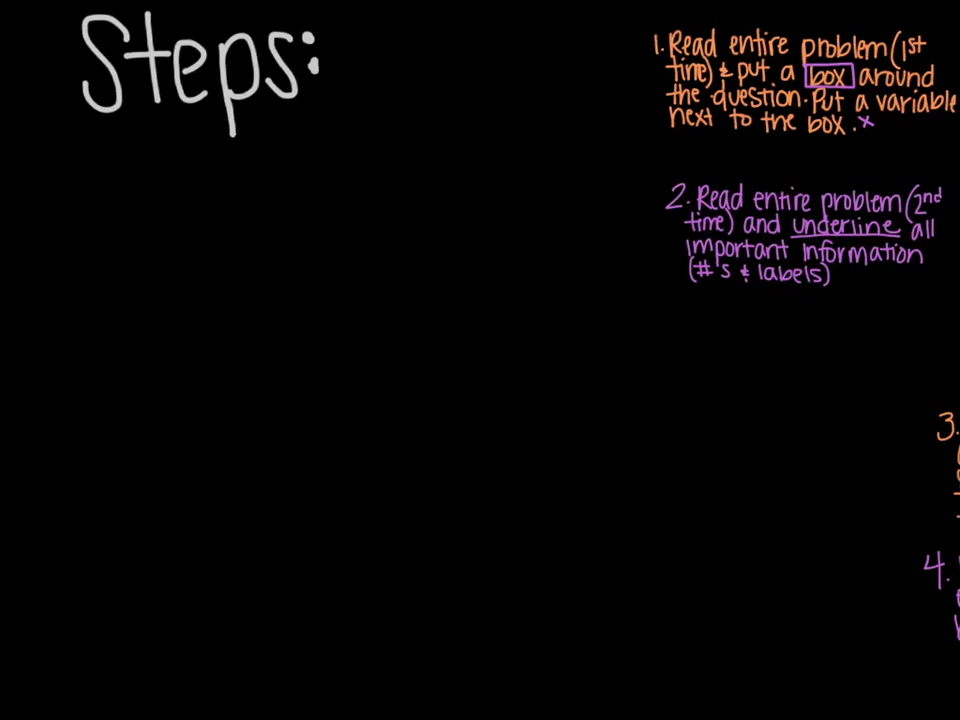 Steps:
1. Read entire problem (1st
time) & put a box around
the question. Put a variable
next to the box. x
2. Read entire problem (2nd
time) and underline all
important information
(#'s & labels)
3.
4.